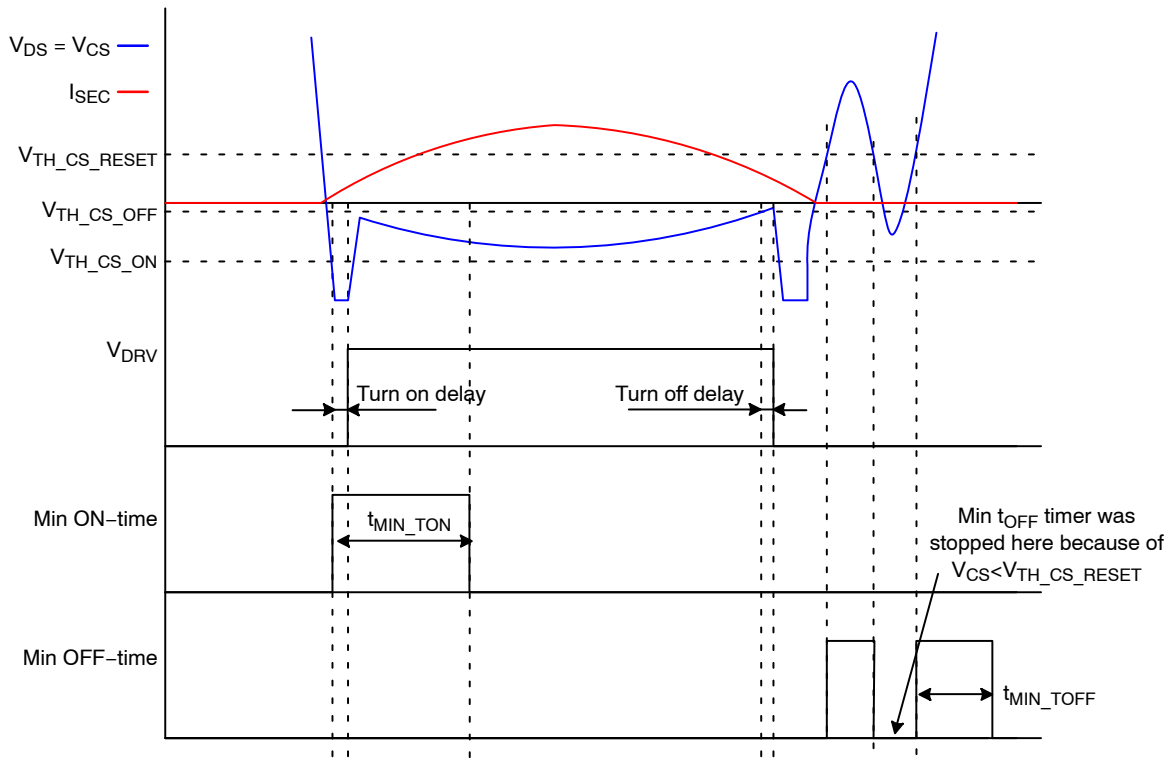 V_DS = V_CS
I_SEC
V_TH_CS_RESET
V_TH_CS_OFF
V_TH_CS_ON
V_DRV
Turn on delay
Turn off delay
Min ON−time
t_MIN_TON
Min t_OFF timer was
stopped here because of
V_CS<V_TH_CS_RESET
Min OFF−time
t_MIN_TOFF